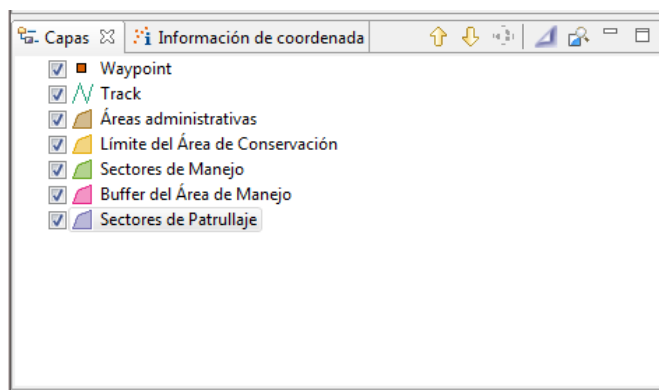 Capas Información de coordenada
Waypoint
Track
Áreas administrativas
Límite del Área de Conservación
Sectores de Manejo
Buffer del Área de Manejo
Sectores de Patrullaje